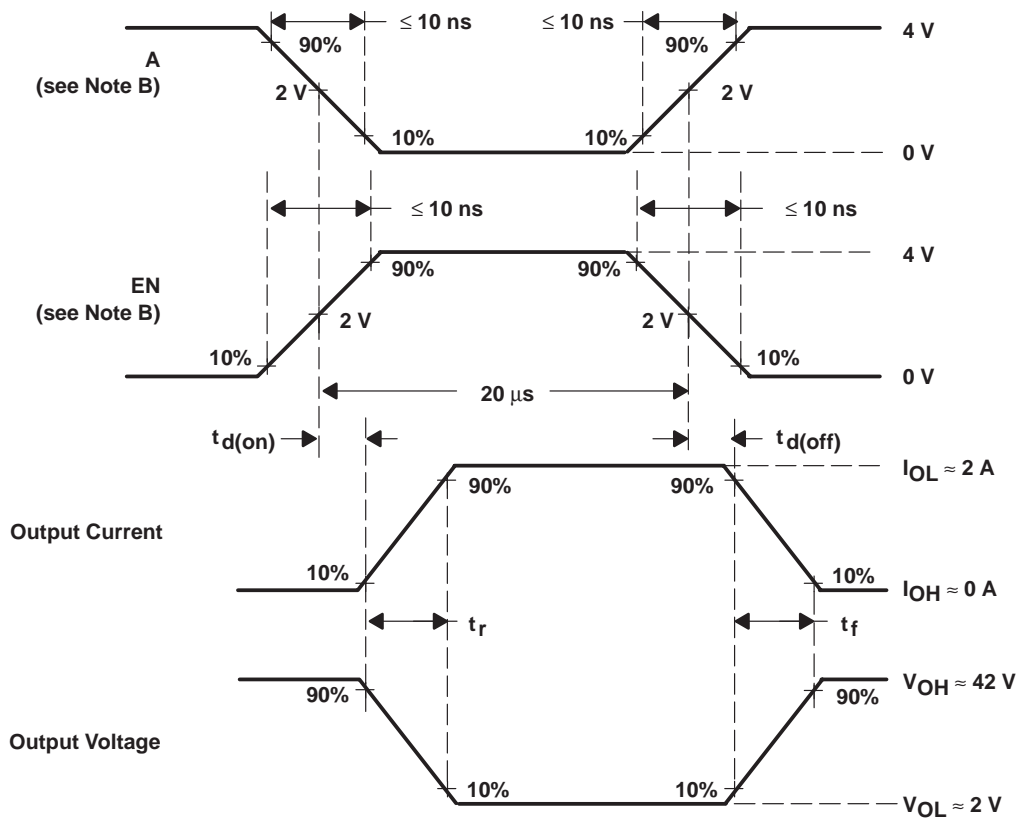 ≤ 10 ns ≤ 10 ns
90% 90% 4 V
A
(see Note B)
2 V 2 V
10% 10%
0 V
≤ 10 ns ≤ 10 ns
4 V
90% 90%
EN
(see Note B)
2 V 2 V
10% 10%
0 V
20 μs
td(on) td(off)
IOL ≈ 2 A
90% 90%
Output Current
10% 10%
IOH ≈ 0 A
tr tf
VOH ≈ 42 V
90% 90%
Output Voltage
10% 10%
VOL ≈ 2 V